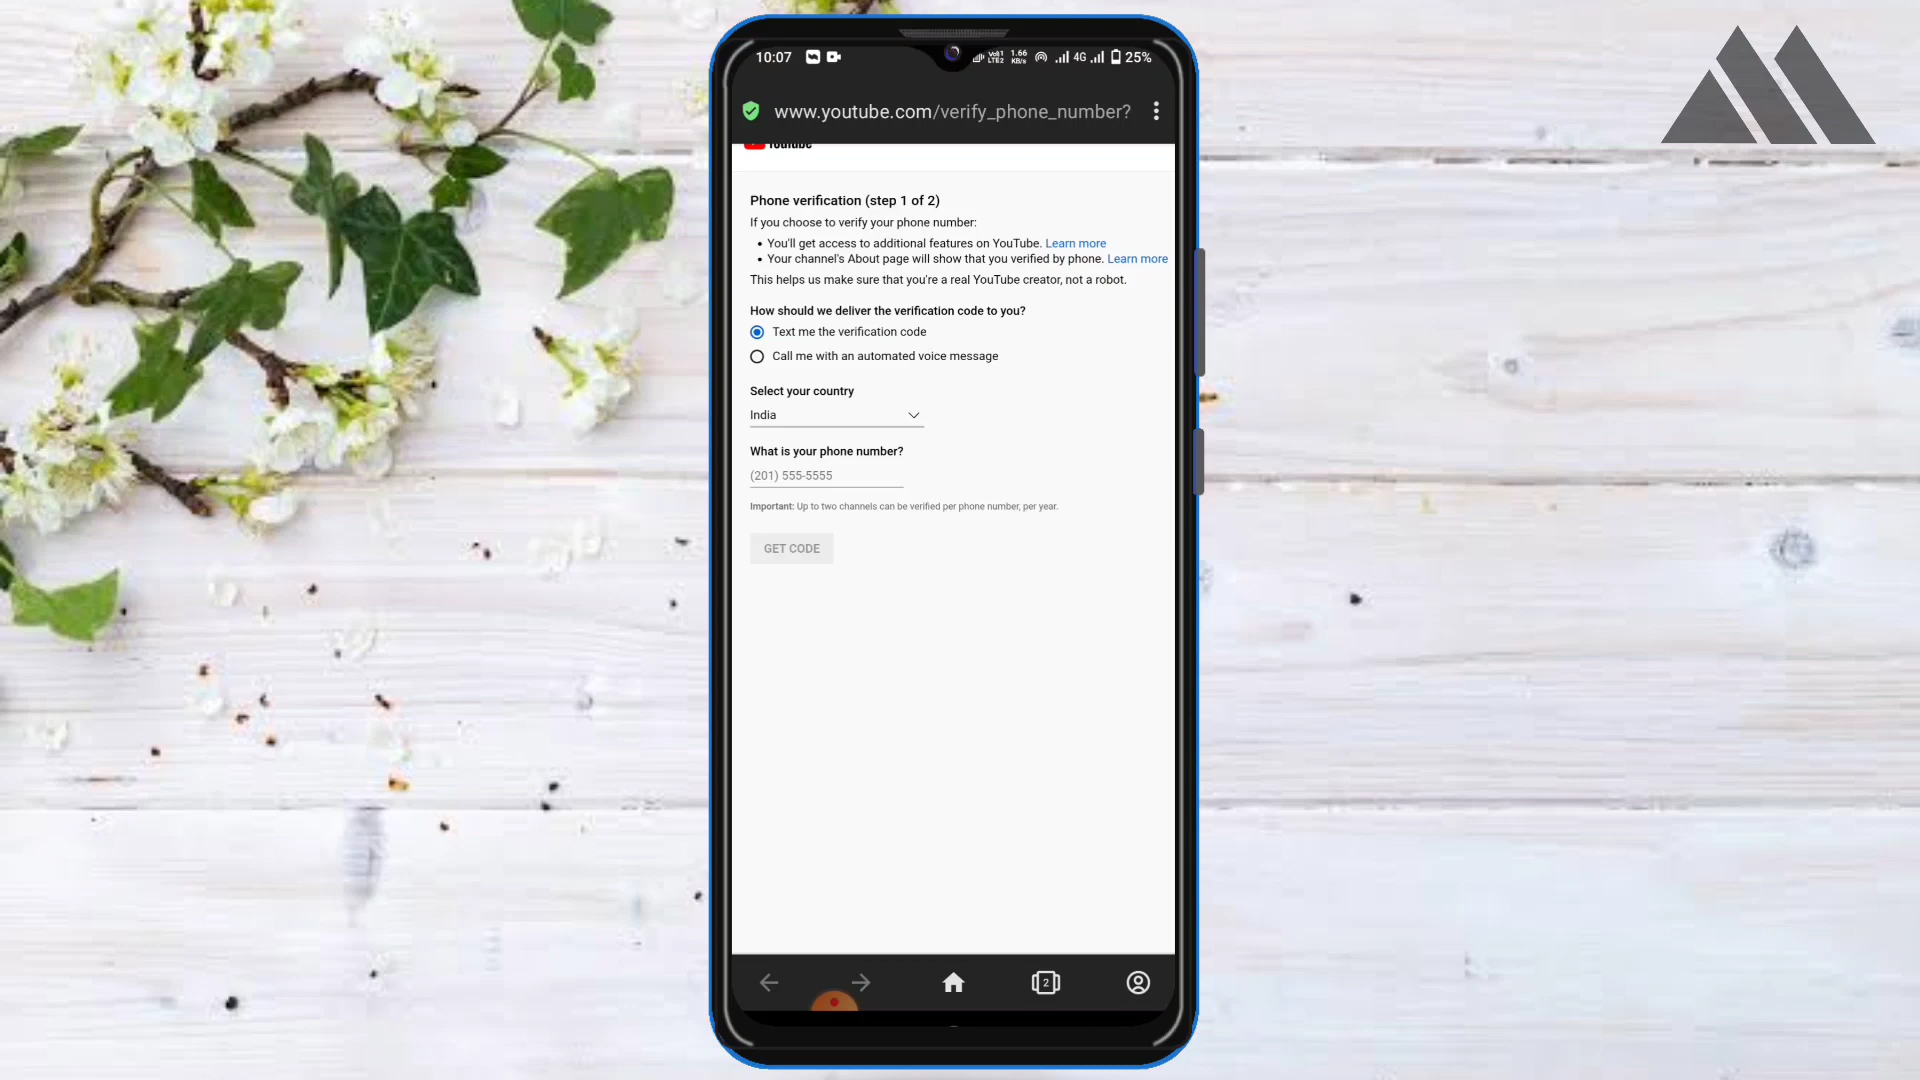 10:07
1.66 KB/s
4G
25%
www.youtube.com/verify_phone_number?
YouTube
Phone verification (step 1 of 2)
If you choose to verify your phone number:
• You'll get access to additional features on YouTube. Learn more
• Your channel's About page will show that you verified by phone. Learn more
This helps us make sure that you're a real YouTube creator, not a robot.
How should we deliver the verification code to you?
Text me the verification code
Call me with an automated voice message
Select your country
India
What is your phone number?
(201) 555-5555
Important: Up to two channels can be verified per phone number, per year.
GET CODE
2